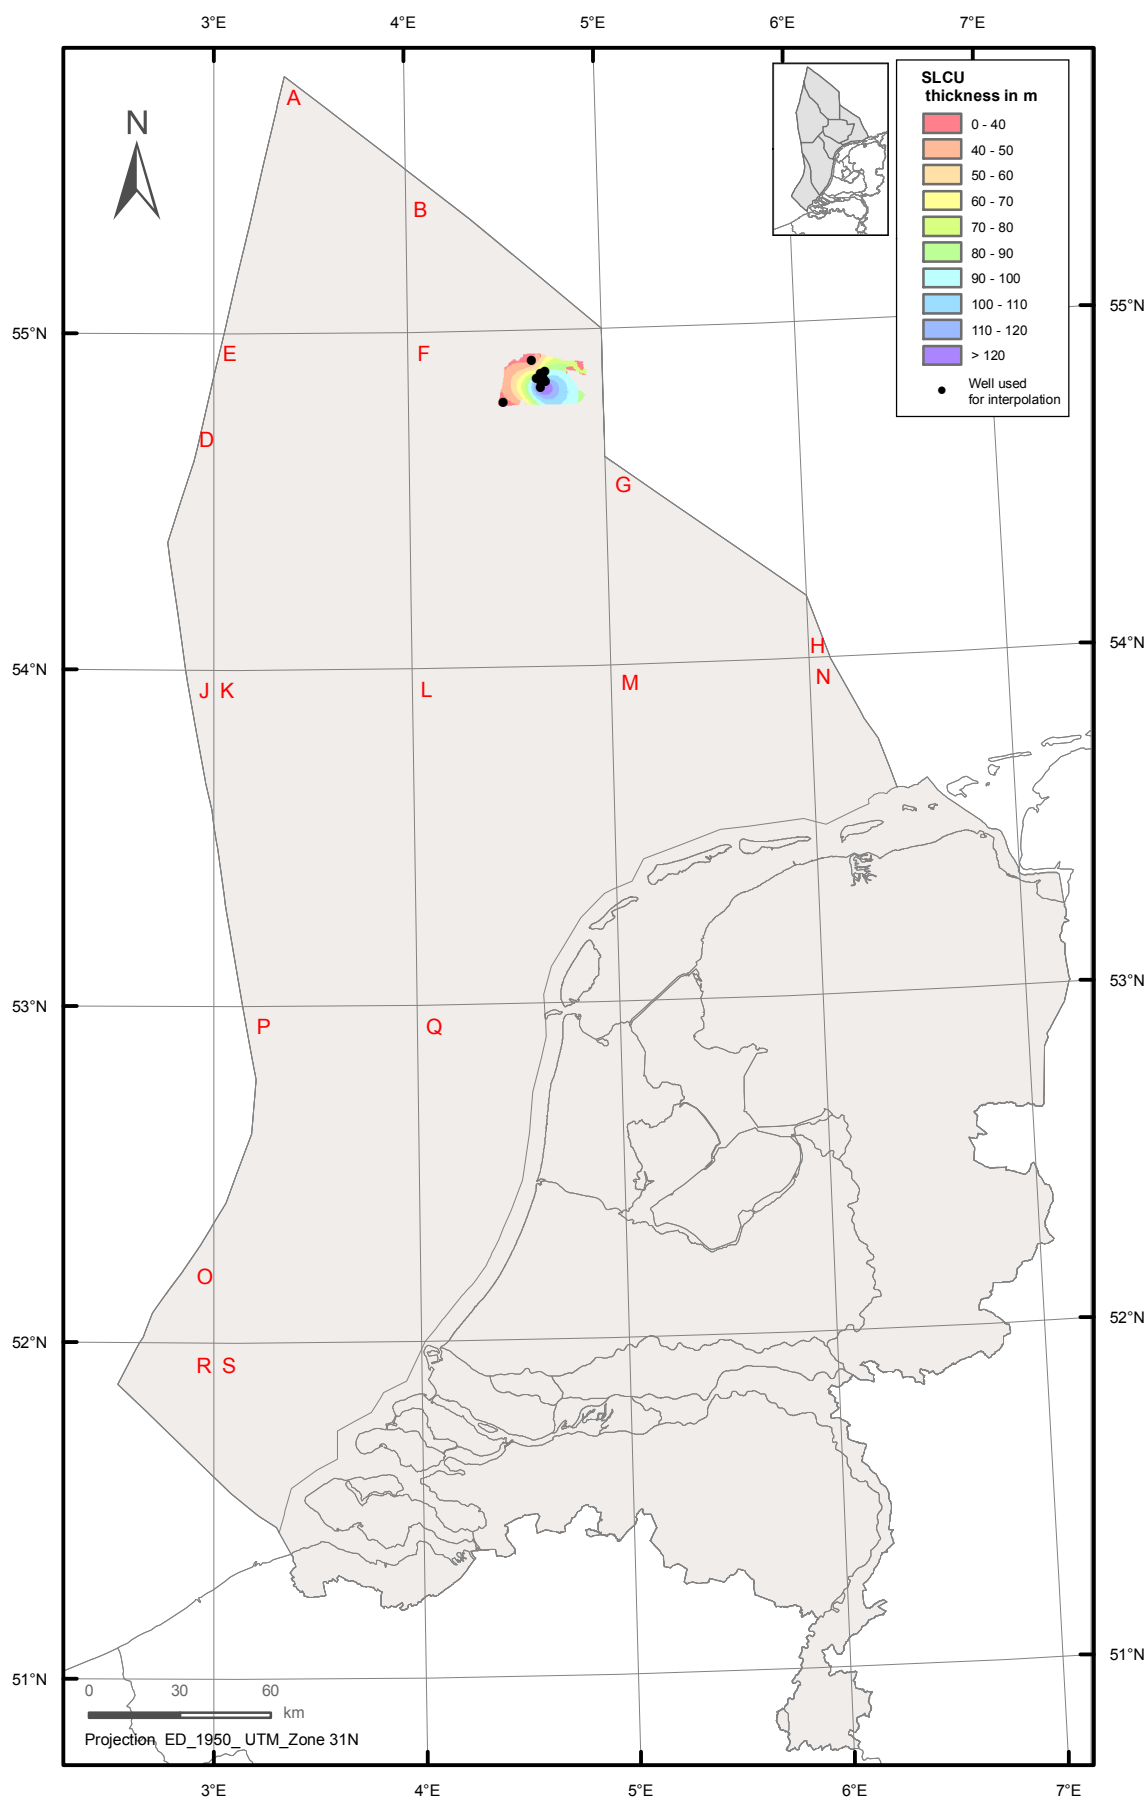 3°E 4°E 5°E 6°E 7°E
N
SLCU
thickness in m
0 - 40
40 - 50
50 - 60
60 - 70
70 - 80
80 - 90
90 - 100
100 - 110
110 - 120
> 120
Well used
for interpolation
A
B
55°N 55°N
E F
D
G
H
54°N 54°N
J K L M N
53°N 53°N
P Q
O
52°N 52°N
R S
51°N 51°N
0 30 60
km
Projection ED_1950_ UTM_Zone 31N
3°E 4°E 5°E 6°E 7°E